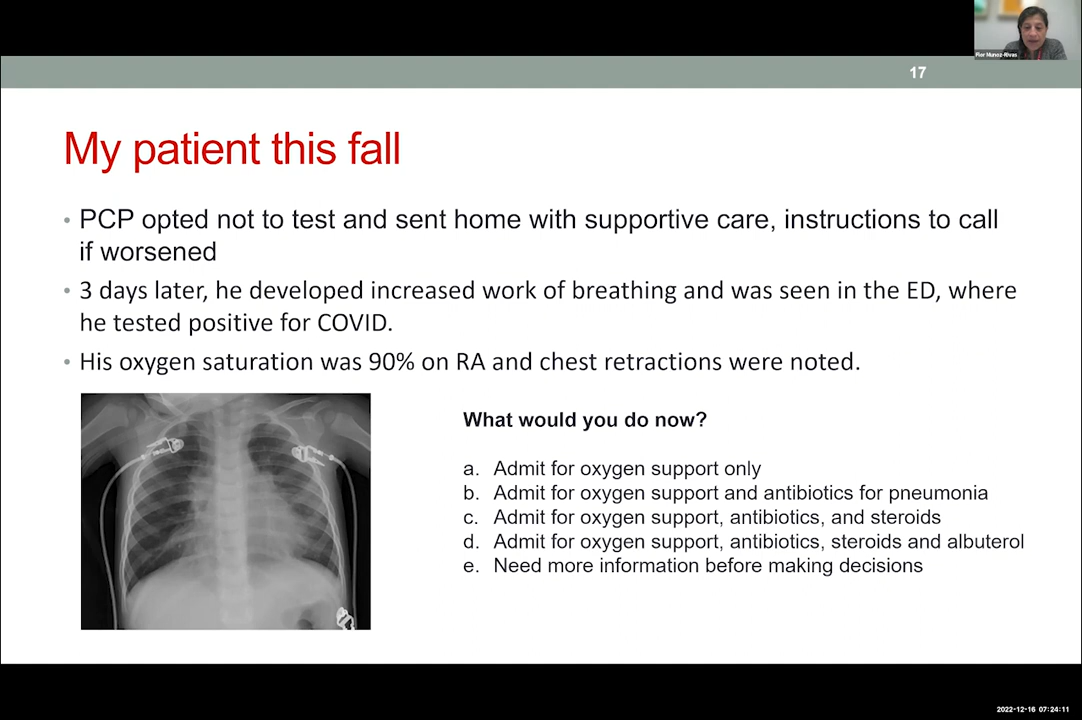 Flor Munoz-Rivas
17
My patient this fall
• PCP opted not to test and sent home with supportive care, instructions to call
if worsened
• 3 days later, he developed increased work of breathing and was seen in the ED, where
he tested positive for COVID.
• His oxygen saturation was 90% on RA and chest retractions were noted.
What would you do now?
a. Admit for oxygen support only
b. Admit for oxygen support and antibiotics for pneumonia
c. Admit for oxygen support, antibiotics, and steroids
d. Admit for oxygen support, antibiotics, steroids and albuterol
e. Need more information before making decisions
2022-12-16 07:24:11